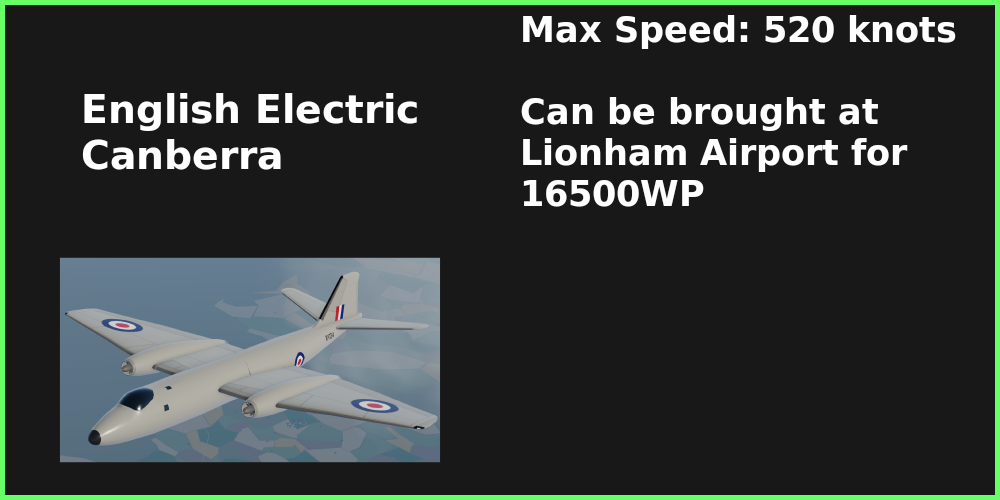 English Electric
Canberra
Max Speed: 520 knots
Can be brought at
Lionham Airport for
16500WP